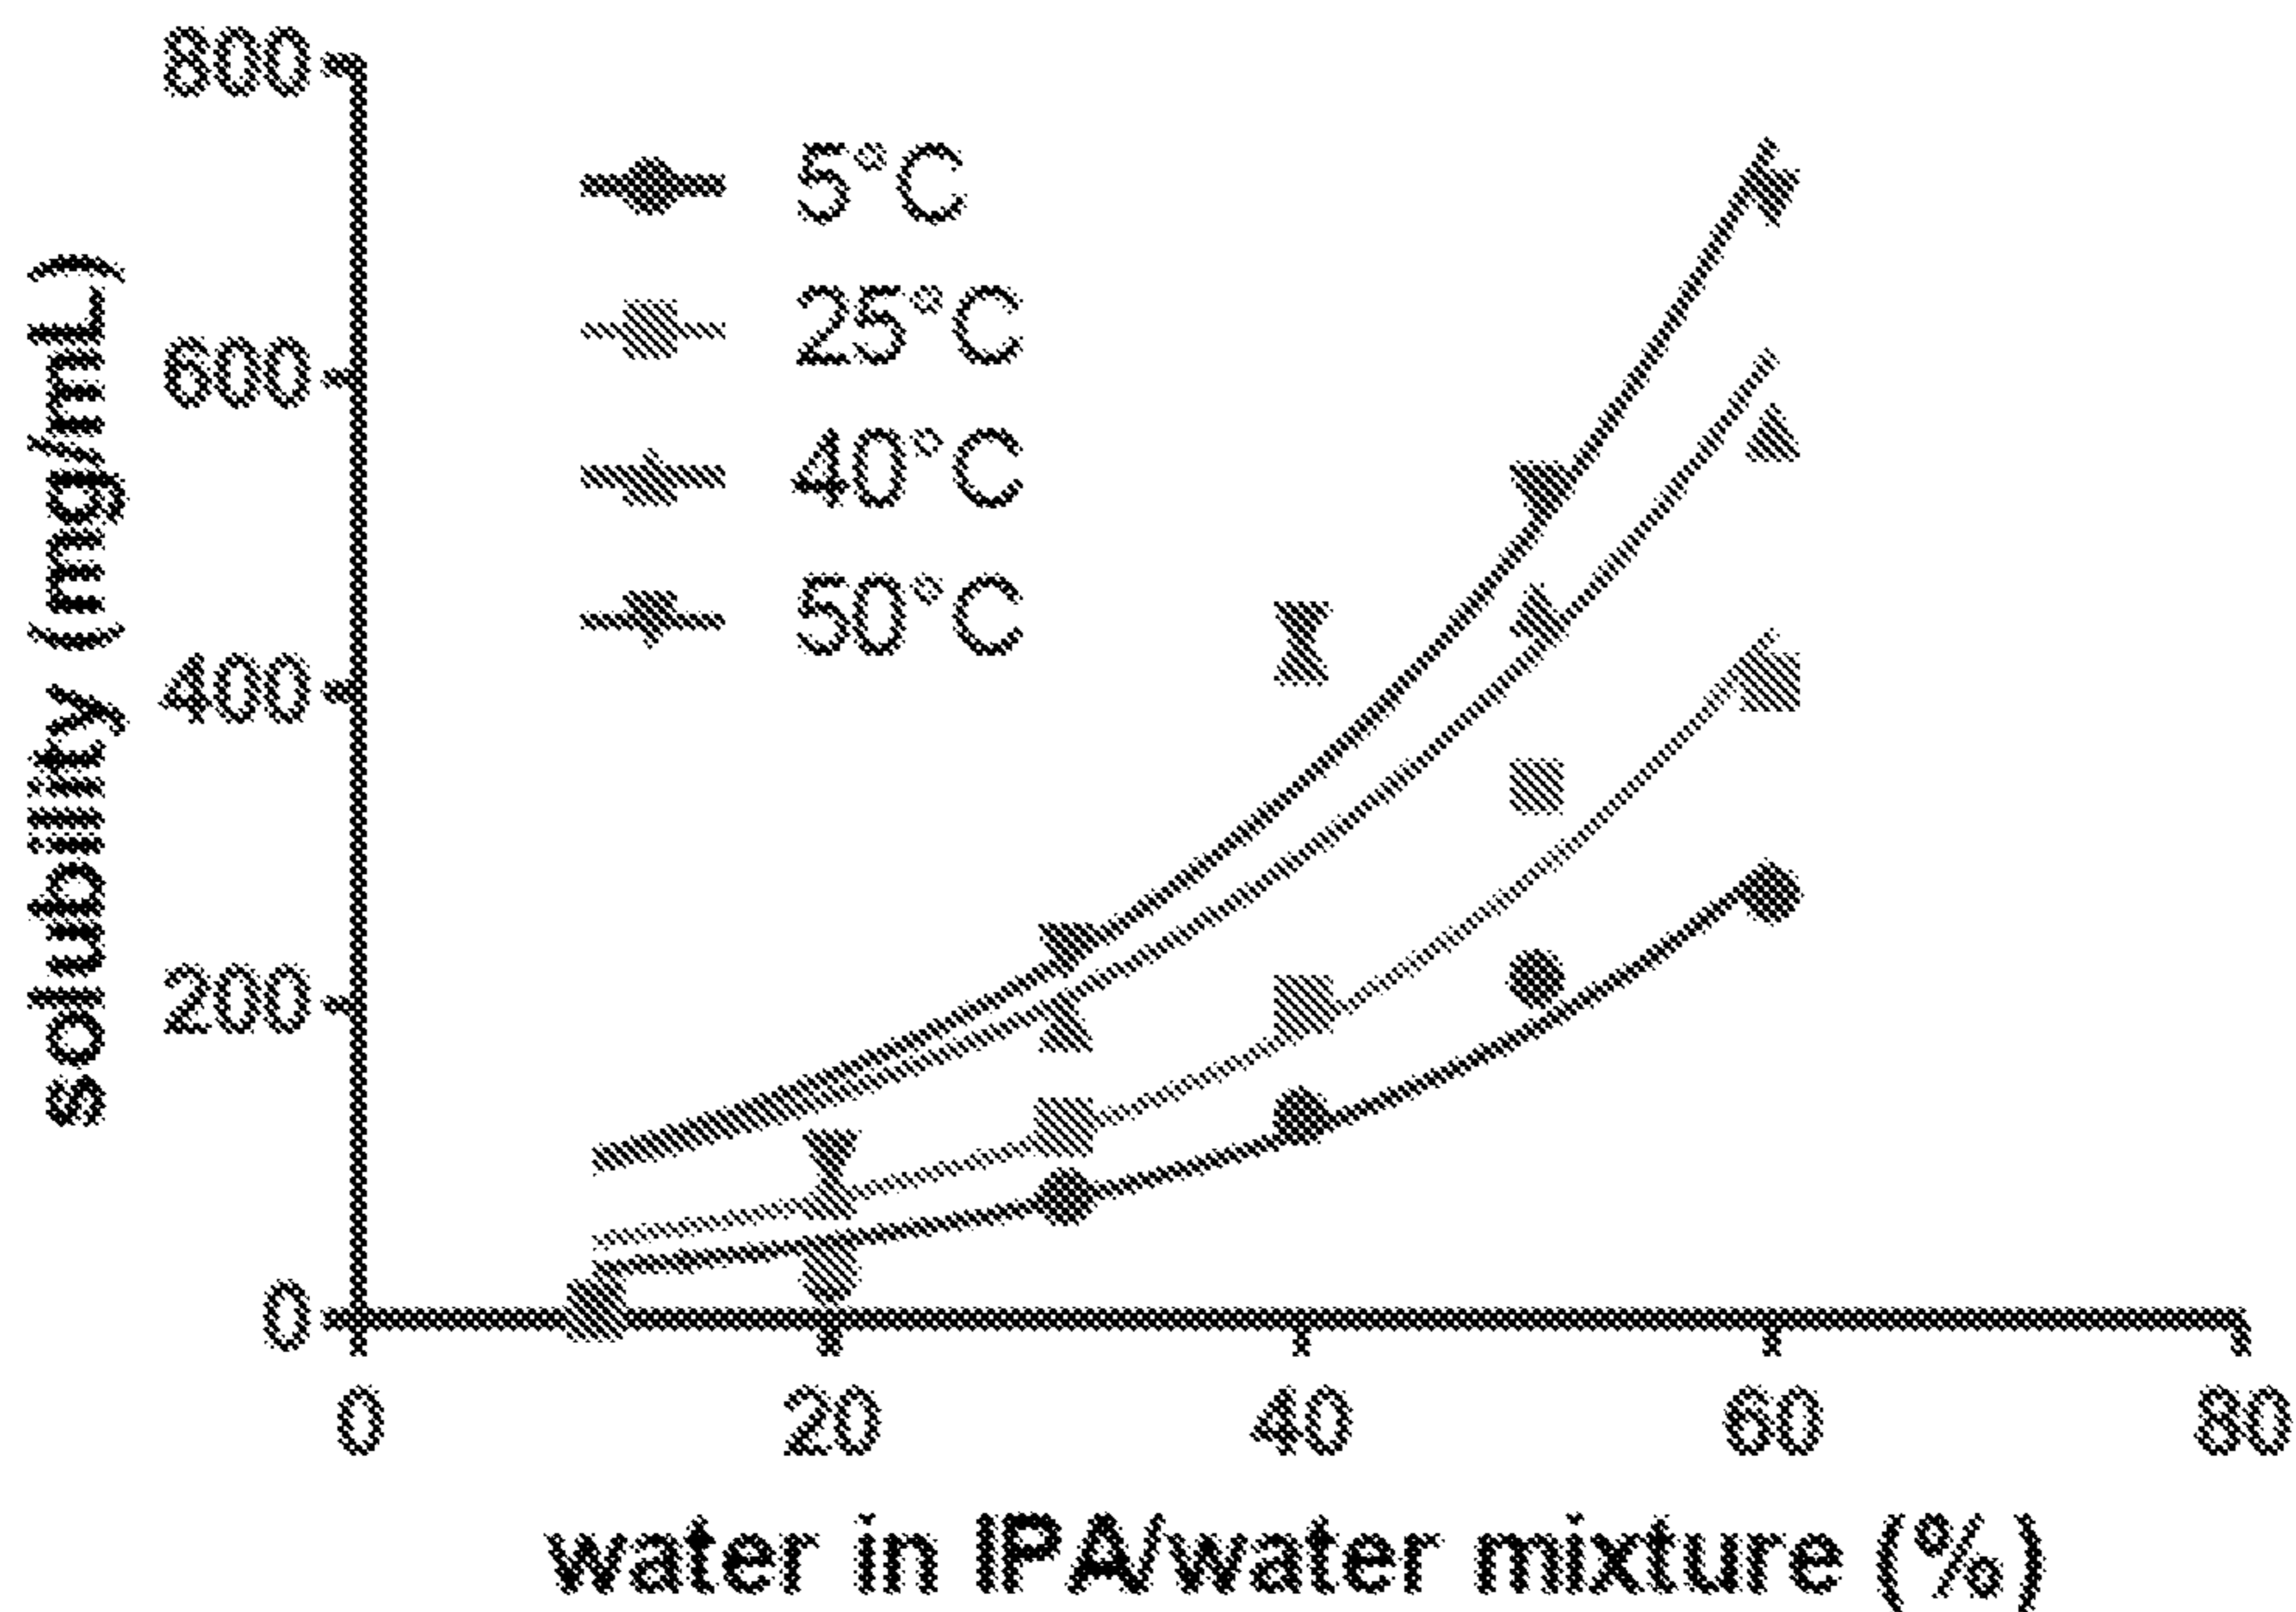 solubility (mg/mL)
800
600
400
200
0
5°C
25°C
40°C
50°C
0 20 40 60 80
water in IPA/water mixture (%)